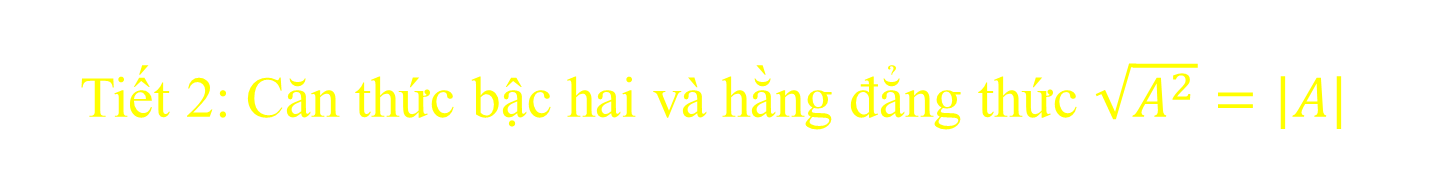 Tiết 2: Căn thức bậc hai và hằng đẳng thức √A² = |A|